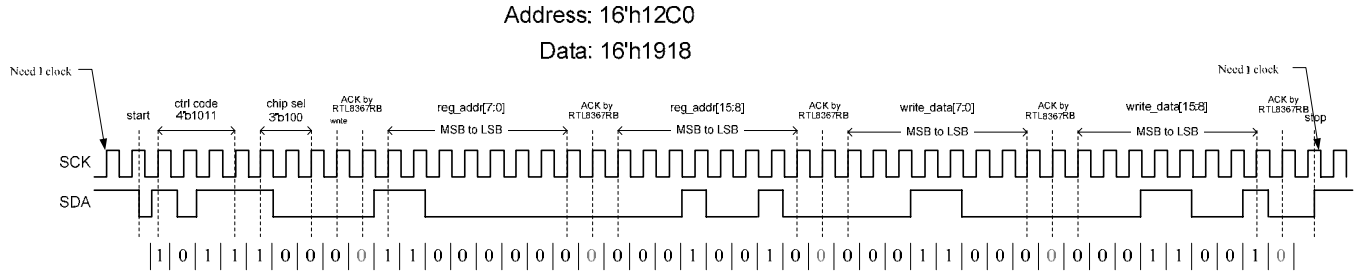 Address: 16'h12C0
Data: 16'h1918
Need 1 clock
Need 1 clock
start
ctrl code
4'b1011
chip sel
3'b100
ACK by
RTL8367RB
write
reg_addr[7:0]
MSB to LSB
ACK by
RTL8367RB
reg_addr[15:8]
MSB to LSB
ACK by
RTL8367RB
write_data[7:0]
MSB to LSB
ACK by
RTL8367RB
write_data[15:8]
MSB to LSB
ACK by
RTL8367RB
stop
SCK
SDA
1 0 1 1 1 0 0 0 0 1 1 0 0 0 0 0 0 0 0 0 0 1 0 0 1 0 0 0 0 0 1 1 0 0 0 0 0 0 0 1 1 0 0 1 0